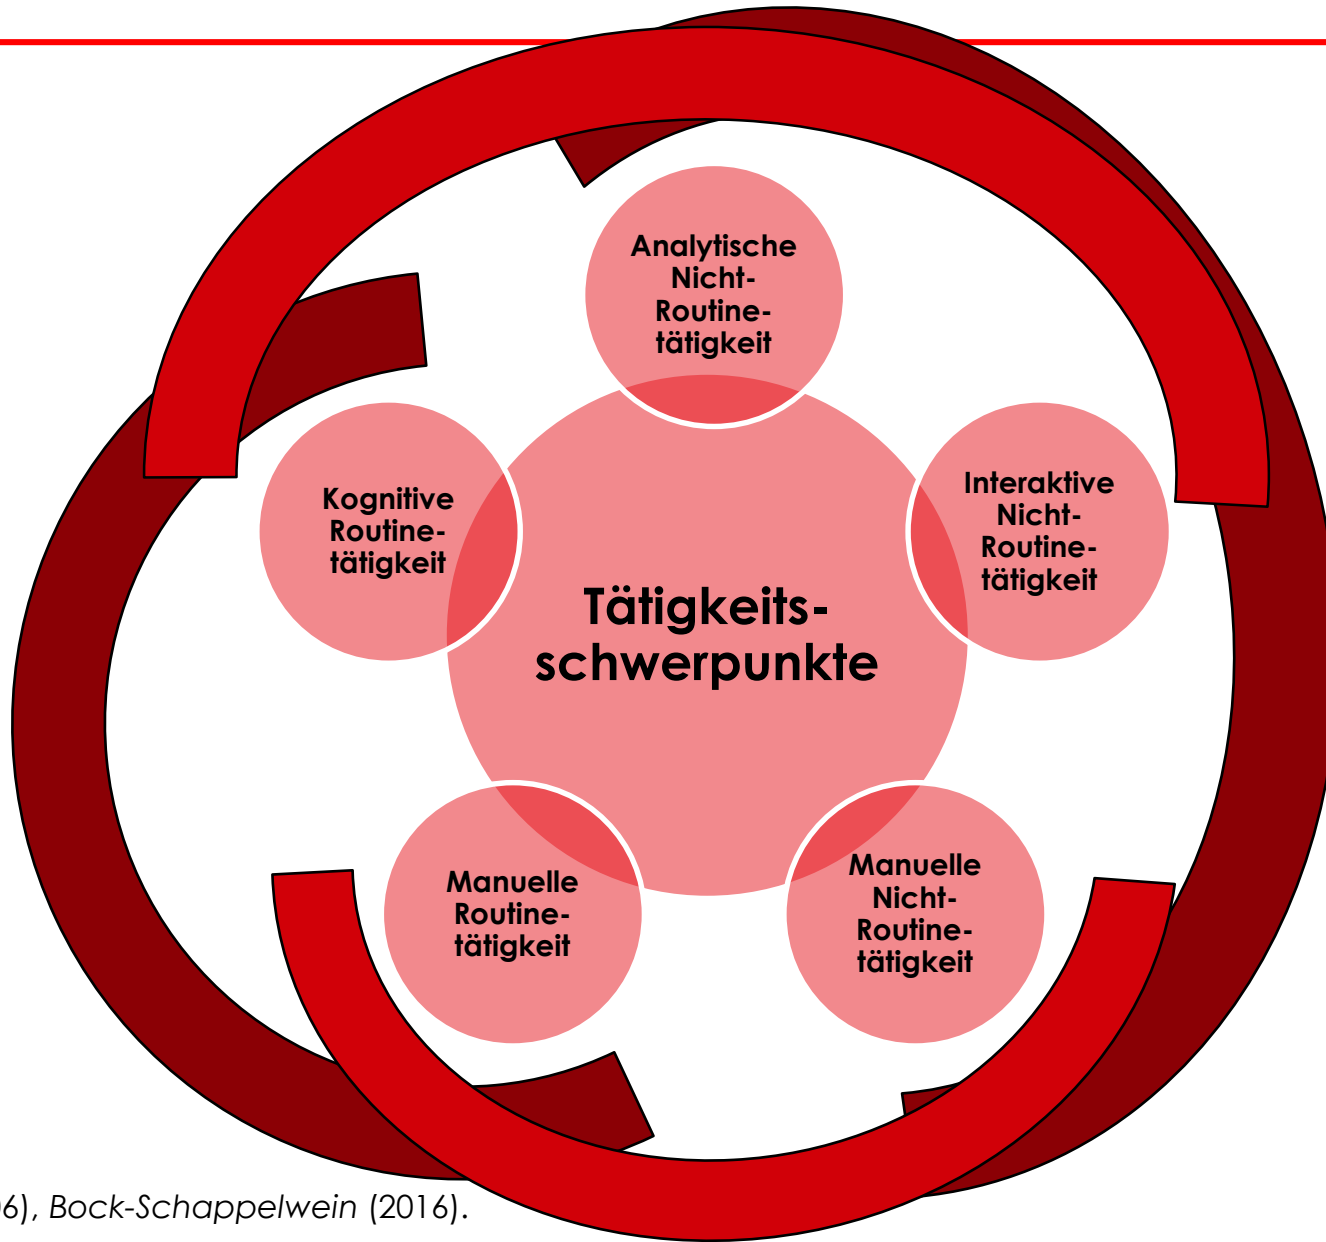 Analytische
Nicht-
Routine-
tätigkeit
Kognitive
Routine-
tätigkeit
Interaktive
Nicht-
Routine-
tätigkeit
Tätigkeits-
schwerpunkte
Manuelle
Routine-
tätigkeit
Manuelle
Nicht-
Routine-
tätigkeit
6), Bock-Schappelwein (2016).